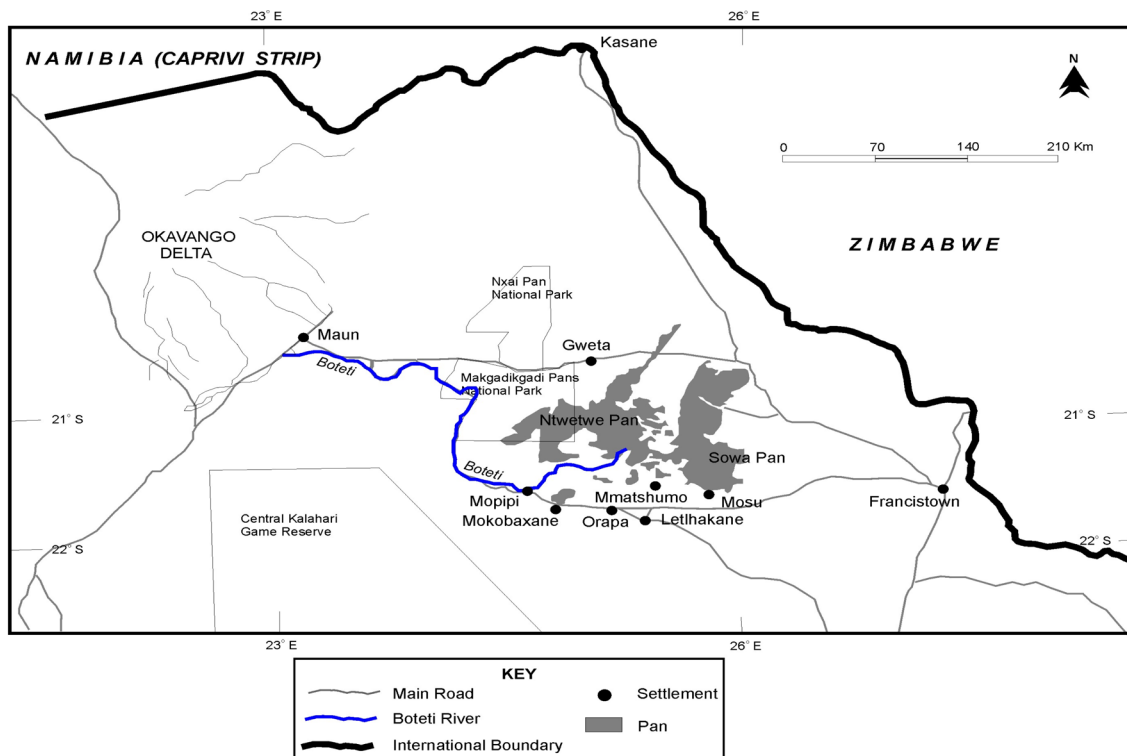 23° E
26° E
NAMIBIA (CAPRIVI STRIP)
Kasane
N
0 70 140 210 Km
OKAVANGO
DELTA
ZIMBABWE
Nxai Pan
National Park
Maun
Gweta
Boteti
Makgadikgadi Pans
National Park
21° S
21° S
Ntwetwe Pan
Sowa Pan
Boteti
Mopipi
Mmatshumo
Mosu
Francistown
Mokobaxane
Orapa
Letlhakane
Central Kalahari
Game Reserve
22° S
22° S
23° E
26° E
KEY
Main Road
Settlement
Boteti River
Pan
International Boundary